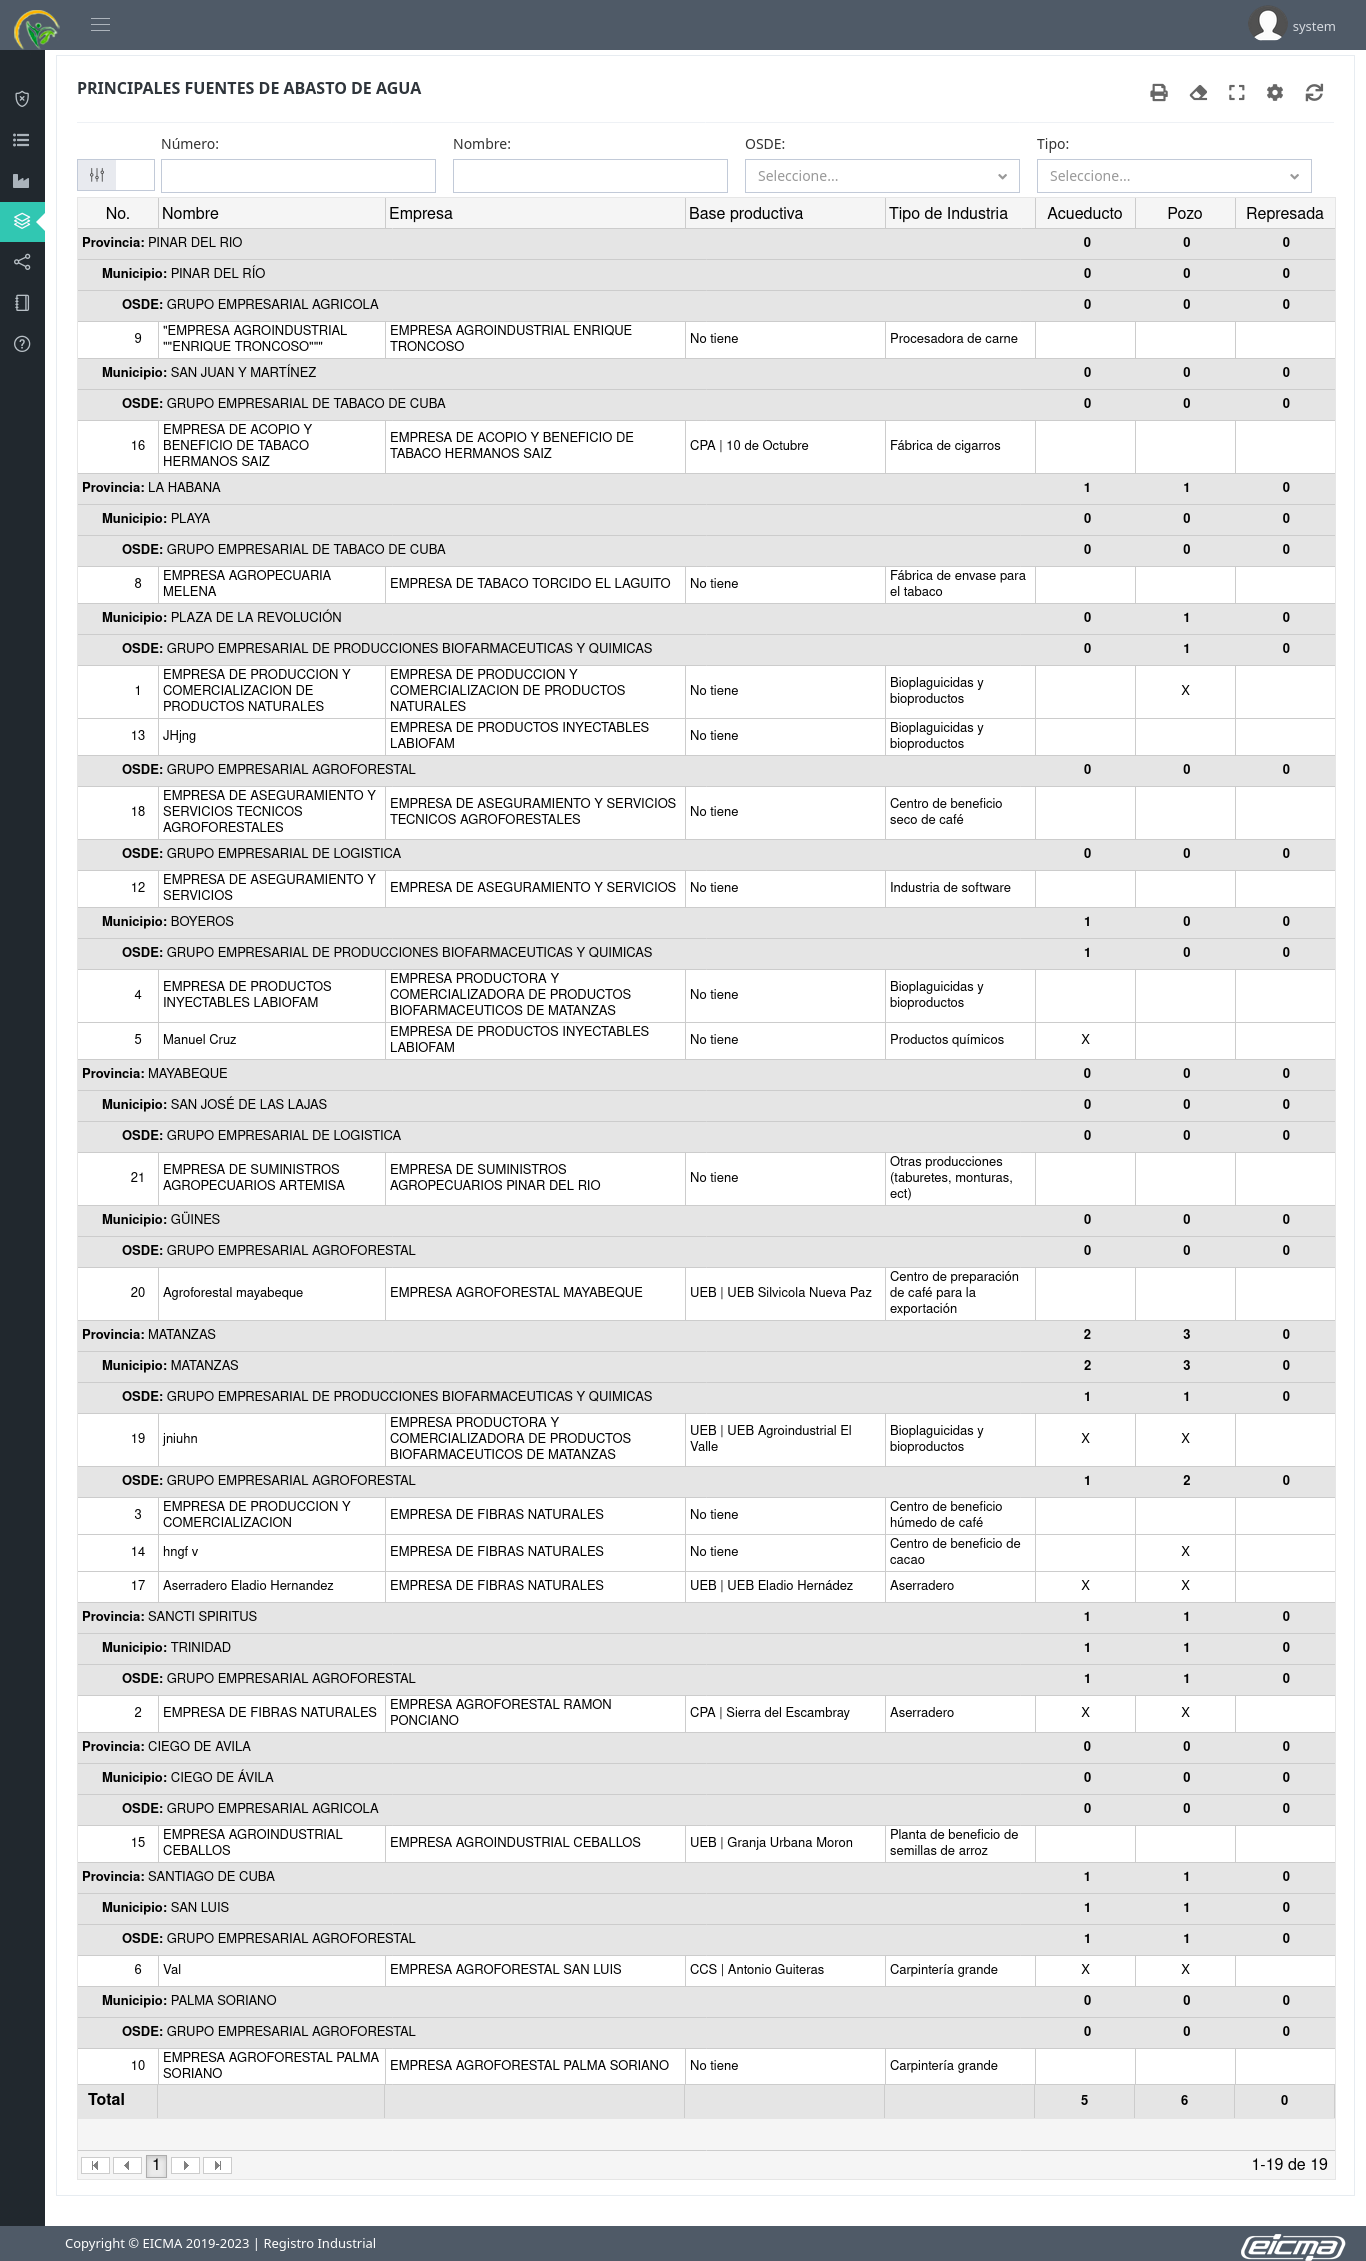 system
PRINCIPALES FUENTES DE ABASTO DE AGUA
Número: Nombre: OSDE: Tipo:
Seleccione... Seleccione...
No. Nombre Empresa Base productiva Tipo de Industria Acueducto Pozo Represada
Provincia: PINAR DEL RIO 0 0 0
Municipio: PINAR DEL RÍO 0 0 0
OSDE: GRUPO EMPRESARIAL AGRICOLA 0 0 0
9 "EMPRESA AGROINDUSTRIAL ""ENRIQUE TRONCOSO""" EMPRESA AGROINDUSTRIAL ENRIQUE TRONCOSO No tiene Procesadora de carne
Municipio: SAN JUAN Y MARTÍNEZ 0 0 0
OSDE: GRUPO EMPRESARIAL DE TABACO DE CUBA 0 0 0
16 EMPRESA DE ACOPIO Y BENEFICIO DE TABACO HERMANOS SAIZ EMPRESA DE ACOPIO Y BENEFICIO DE TABACO HERMANOS SAIZ CPA | 10 de Octubre Fábrica de cigarros
Provincia: LA HABANA 1 1 0
Municipio: PLAYA 0 0 0
OSDE: GRUPO EMPRESARIAL DE TABACO DE CUBA 0 0 0
8 EMPRESA AGROPECUARIA MELENA EMPRESA DE TABACO TORCIDO EL LAGUITO No tiene Fábrica de envase para el tabaco
Municipio: PLAZA DE LA REVOLUCIÓN 0 1 0
OSDE: GRUPO EMPRESARIAL DE PRODUCCIONES BIOFARMACEUTICAS Y QUIMICAS 0 1 0
1 EMPRESA DE PRODUCCION Y COMERCIALIZACION DE PRODUCTOS NATURALES EMPRESA DE PRODUCCION Y COMERCIALIZACION DE PRODUCTOS NATURALES No tiene Bioplaguicidas y bioproductos X
13 JHjng EMPRESA DE PRODUCTOS INYECTABLES LABIOFAM No tiene Bioplaguicidas y bioproductos
OSDE: GRUPO EMPRESARIAL AGROFORESTAL 0 0 0
18 EMPRESA DE ASEGURAMIENTO Y SERVICIOS TECNICOS AGROFORESTALES EMPRESA DE ASEGURAMIENTO Y SERVICIOS TECNICOS AGROFORESTALES No tiene Centro de beneficio seco de café
OSDE: GRUPO EMPRESARIAL DE LOGISTICA 0 0 0
12 EMPRESA DE ASEGURAMIENTO Y SERVICIOS EMPRESA DE ASEGURAMIENTO Y SERVICIOS No tiene Industria de software
Municipio: BOYEROS 1 0 0
OSDE: GRUPO EMPRESARIAL DE PRODUCCIONES BIOFARMACEUTICAS Y QUIMICAS 1 0 0
4 EMPRESA DE PRODUCTOS INYECTABLES LABIOFAM EMPRESA PRODUCTORA Y COMERCIALIZADORA DE PRODUCTOS BIOFARMACEUTICOS DE MATANZAS No tiene Bioplaguicidas y bioproductos
5 Manuel Cruz EMPRESA DE PRODUCTOS INYECTABLES LABIOFAM No tiene Productos químicos X
Provincia: MAYABEQUE 0 0 0
Municipio: SAN JOSÉ DE LAS LAJAS 0 0 0
OSDE: GRUPO EMPRESARIAL DE LOGISTICA 0 0 0
21 EMPRESA DE SUMINISTROS AGROPECUARIOS ARTEMISA EMPRESA DE SUMINISTROS AGROPECUARIOS PINAR DEL RIO No tiene Otras producciones (taburetes, monturas, ect)
Municipio: GÜINES 0 0 0
OSDE: GRUPO EMPRESARIAL AGROFORESTAL 0 0 0
20 Agroforestal mayabeque EMPRESA AGROFORESTAL MAYABEQUE UEB | UEB Silvicola Nueva Paz Centro de preparación de café para la exportación
Provincia: MATANZAS 2 3 0
Municipio: MATANZAS 2 3 0
OSDE: GRUPO EMPRESARIAL DE PRODUCCIONES BIOFARMACEUTICAS Y QUIMICAS 1 1 0
19 jniuhn EMPRESA PRODUCTORA Y COMERCIALIZADORA DE PRODUCTOS BIOFARMACEUTICOS DE MATANZAS UEB | UEB Agroindustrial El Valle Bioplaguicidas y bioproductos X X
OSDE: GRUPO EMPRESARIAL AGROFORESTAL 1 2 0
3 EMPRESA DE PRODUCCION Y COMERCIALIZACION EMPRESA DE FIBRAS NATURALES No tiene Centro de beneficio húmedo de café
14 hngf v EMPRESA DE FIBRAS NATURALES No tiene Centro de beneficio de cacao X
17 Aserradero Eladio Hernandez EMPRESA DE FIBRAS NATURALES UEB | UEB Eladio Hernádez Aserradero X X
Provincia: SANCTI SPIRITUS 1 1 0
Municipio: TRINIDAD 1 1 0
OSDE: GRUPO EMPRESARIAL AGROFORESTAL 1 1 0
2 EMPRESA DE FIBRAS NATURALES EMPRESA AGROFORESTAL RAMON PONCIANO CPA | Sierra del Escambray Aserradero X X
Provincia: CIEGO DE AVILA 0 0 0
Municipio: CIEGO DE ÁVILA 0 0 0
OSDE: GRUPO EMPRESARIAL AGRICOLA 0 0 0
15 EMPRESA AGROINDUSTRIAL CEBALLOS EMPRESA AGROINDUSTRIAL CEBALLOS UEB | Granja Urbana Moron Planta de beneficio de semillas de arroz
Provincia: SANTIAGO DE CUBA 1 1 0
Municipio: SAN LUIS 1 1 0
OSDE: GRUPO EMPRESARIAL AGROFORESTAL 1 1 0
6 Val EMPRESA AGROFORESTAL SAN LUIS CCS | Antonio Guiteras Carpintería grande X X
Municipio: PALMA SORIANO 0 0 0
OSDE: GRUPO EMPRESARIAL AGROFORESTAL 0 0 0
10 EMPRESA AGROFORESTAL PALMA SORIANO EMPRESA AGROFORESTAL PALMA SORIANO No tiene Carpintería grande
Total 5 6 0
1 1-19 de 19
Copyright © EICMA 2019-2023 | Registro Industrial eicma